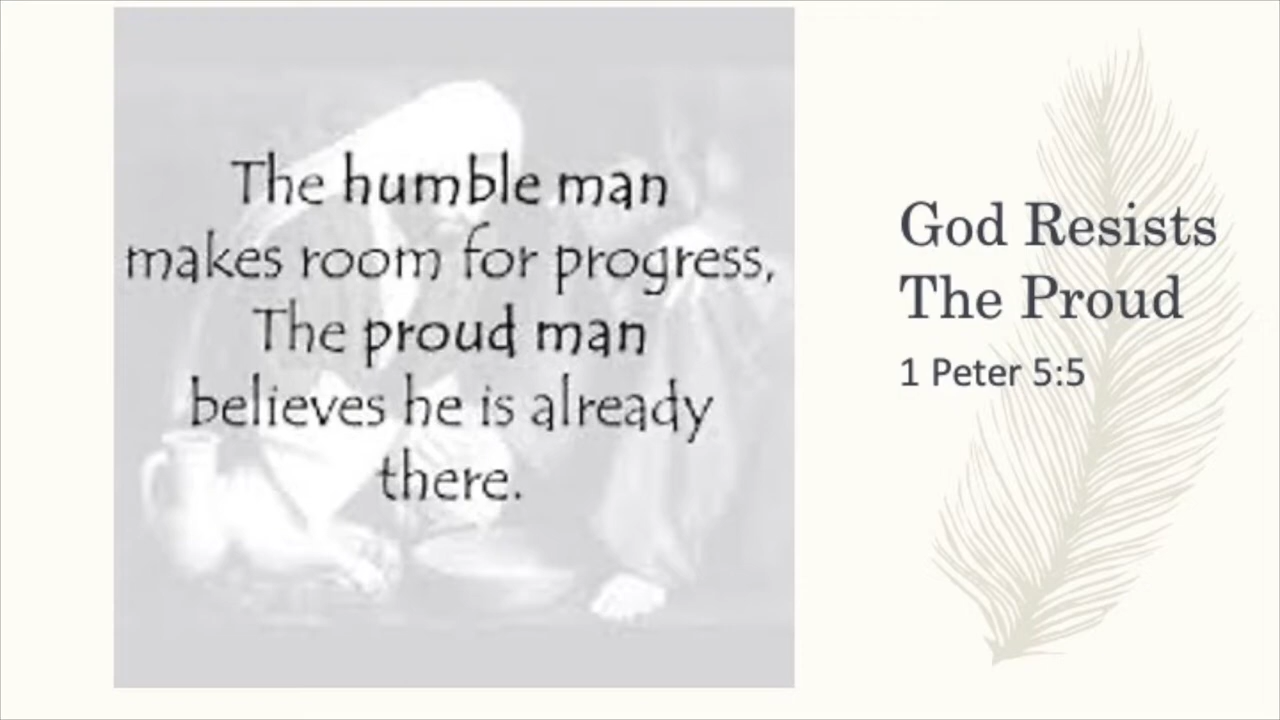 The humble man
makes room for progress,
The proud man
believes he is already
there.
God Resists
The Proud
1 Peter 5:5